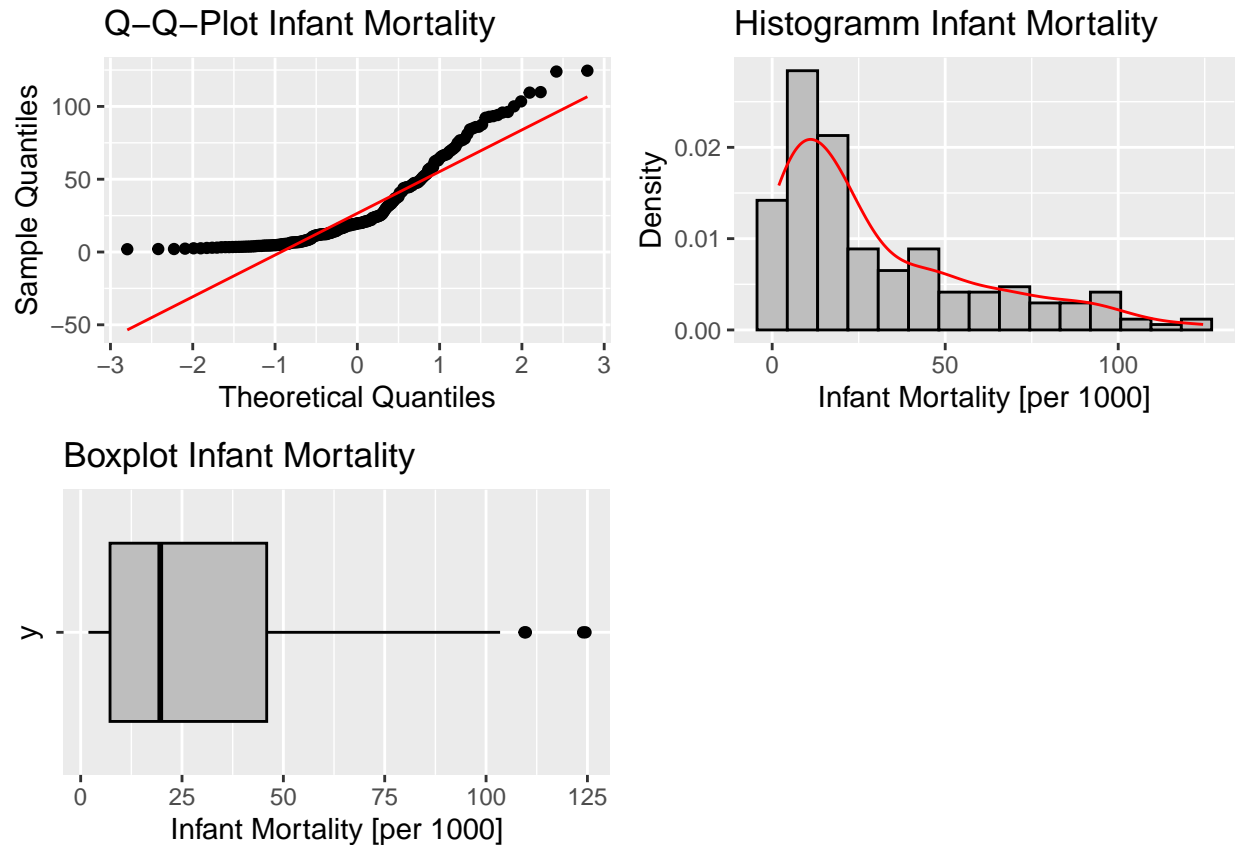 Q−Q−Plot Infant Mortality
Sample Quantiles
100
50
0
−50
−3 −2 −1 0 1 2 3
Theoretical Quantiles
Histogramm Infant Mortality
Density
0.02
0.01
0.00
0 50 100
Infant Mortality [per 1000]
Boxplot Infant Mortality
y
0 25 50 75 100 125
Infant Mortality [per 1000]